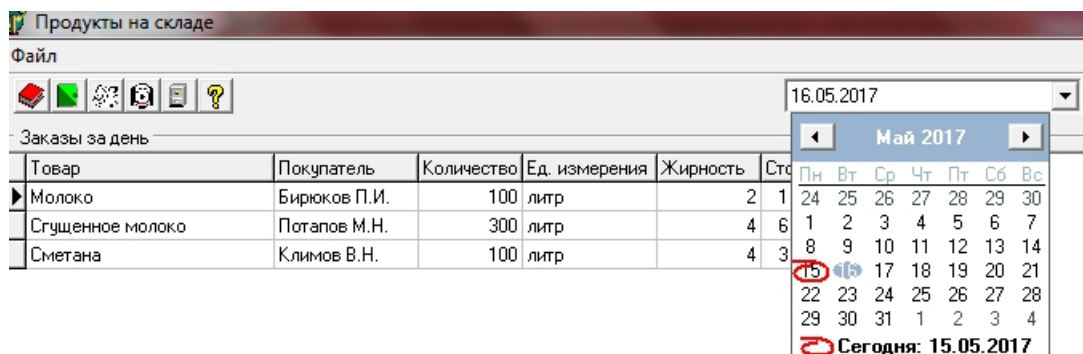 Продукты на складе
Файл
16.05.2017
Заказы за день
Май 2017
Товар Покупатель Количество Ед. измерения Жирность
Пн Вт Ср Чт Пт Сб Вс
Молоко Бирюков П.И. 100 литр 2 1
24 25 26 27 28 29 30
Сгущенное молоко Потапов М.Н. 300 литр 4 6
1 2 3 4 5 6 7
Сметана Климов В.Н. 100 литр 4 3
8 9 10 11 12 13 14
15 16 17 18 19 20 21
22 23 24 25 26 27 28
29 30 31 1 2 3 4
Сегодня: 15.05.2017